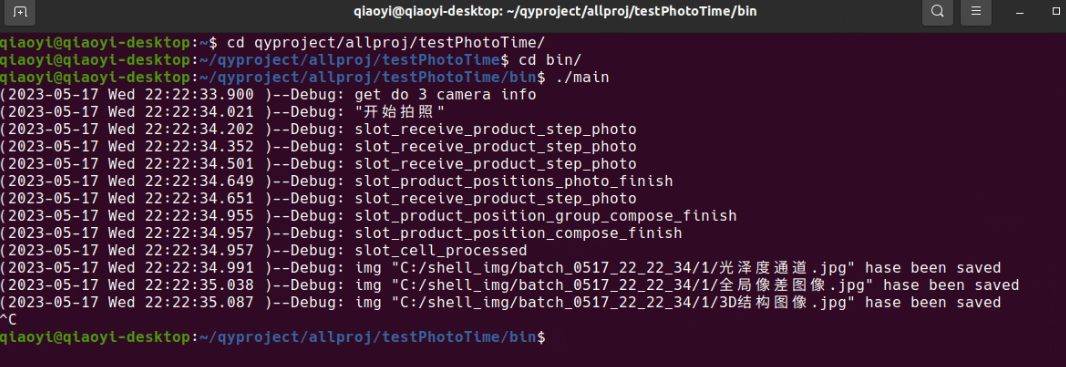 qiaoyi@qiaoyi-desktop: ~/qyproject/allproj/testPhotoTime/bin
qiaoyi@qiaoyi-desktop:~$ cd qyproject/allproj/testPhotoTime/
qiaoyi@qiaoyi-desktop:~/qyproject/allproj/testPhotoTime$ cd bin/
qiaoyi@qiaoyi-desktop:~/qyproject/allproj/testPhotoTime/bin$ ./main
(2023-05-17 Wed 22:22:33.900 )--Debug: get do 3 camera info
(2023-05-17 Wed 22:22:34.021 )--Debug: "开始拍照"
(2023-05-17 Wed 22:22:34.202 )--Debug: slot_receive_product_step_photo
(2023-05-17 Wed 22:22:34.352 )--Debug: slot_receive_product_step_photo
(2023-05-17 Wed 22:22:34.501 )--Debug: slot_receive_product_step_photo
(2023-05-17 Wed 22:22:34.649 )--Debug: slot_product_positions_photo_finish
(2023-05-17 Wed 22:22:34.651 )--Debug: slot_receive_product_step_photo
(2023-05-17 Wed 22:22:34.955 )--Debug: slot_product_position_group_compose_finish
(2023-05-17 Wed 22:22:34.957 )--Debug: slot_product_position_compose_finish
(2023-05-17 Wed 22:22:34.957 )--Debug: slot_cell_processed
(2023-05-17 Wed 22:22:34.991 )--Debug: img "C:/shell_img/batch_0517_22_22_34/1/光泽度通道.jpg" hase been saved
(2023-05-17 Wed 22:22:35.038 )--Debug: img "C:/shell_img/batch_0517_22_22_34/1/全局像差图像.jpg" hase been saved
(2023-05-17 Wed 22:22:35.087 )--Debug: img "C:/shell_img/batch_0517_22_22_34/1/3D结构图像.jpg" hase been saved
^C
qiaoyi@qiaoyi-desktop:~/qyproject/allproj/testPhotoTime/bin$